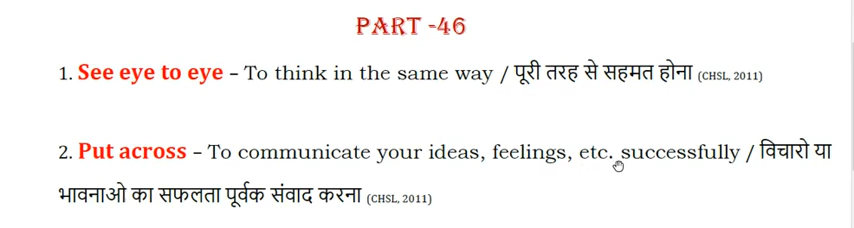 PART -46
1. See eye to eye – To think in the same way / पूरी तरह से सहमत होना (CHSL, 2011)
2. Put across – To communicate your ideas, feelings, etc. successfully / विचारो या
भावनाओ का सफलता पूर्वक संवाद करना (CHSL, 2011)